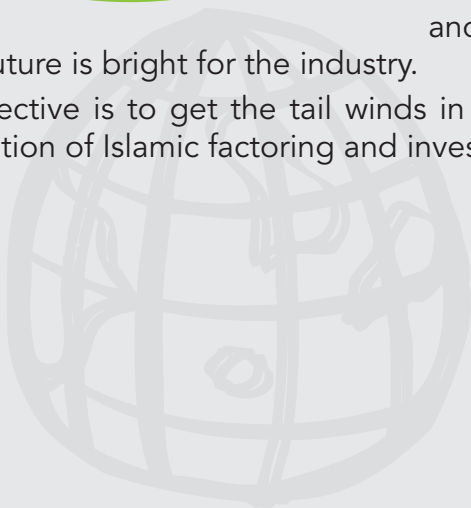 and
uture is bright for the industry.
ective is to get the tail winds in
tion of Islamic factoring and inves